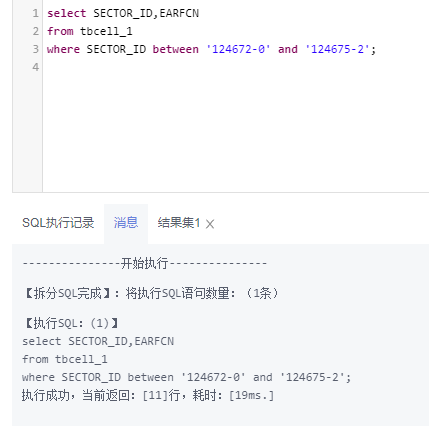 1 select SECTOR_ID,EARFCN
2 from tbcell_1
3 where SECTOR_ID between '124672-0' and '124675-2';
4
SQL执行记录 消息 结果集1 ×
---------------开始执行---------------
【拆分SQL完成】：将执行SQL语句数量：（1条）
【执行SQL：(1)】
select SECTOR_ID,EARFCN
from tbcell_1
where SECTOR_ID between '124672-0' and '124675-2';
执行成功，当前返回：[11]行，耗时：[19ms.]